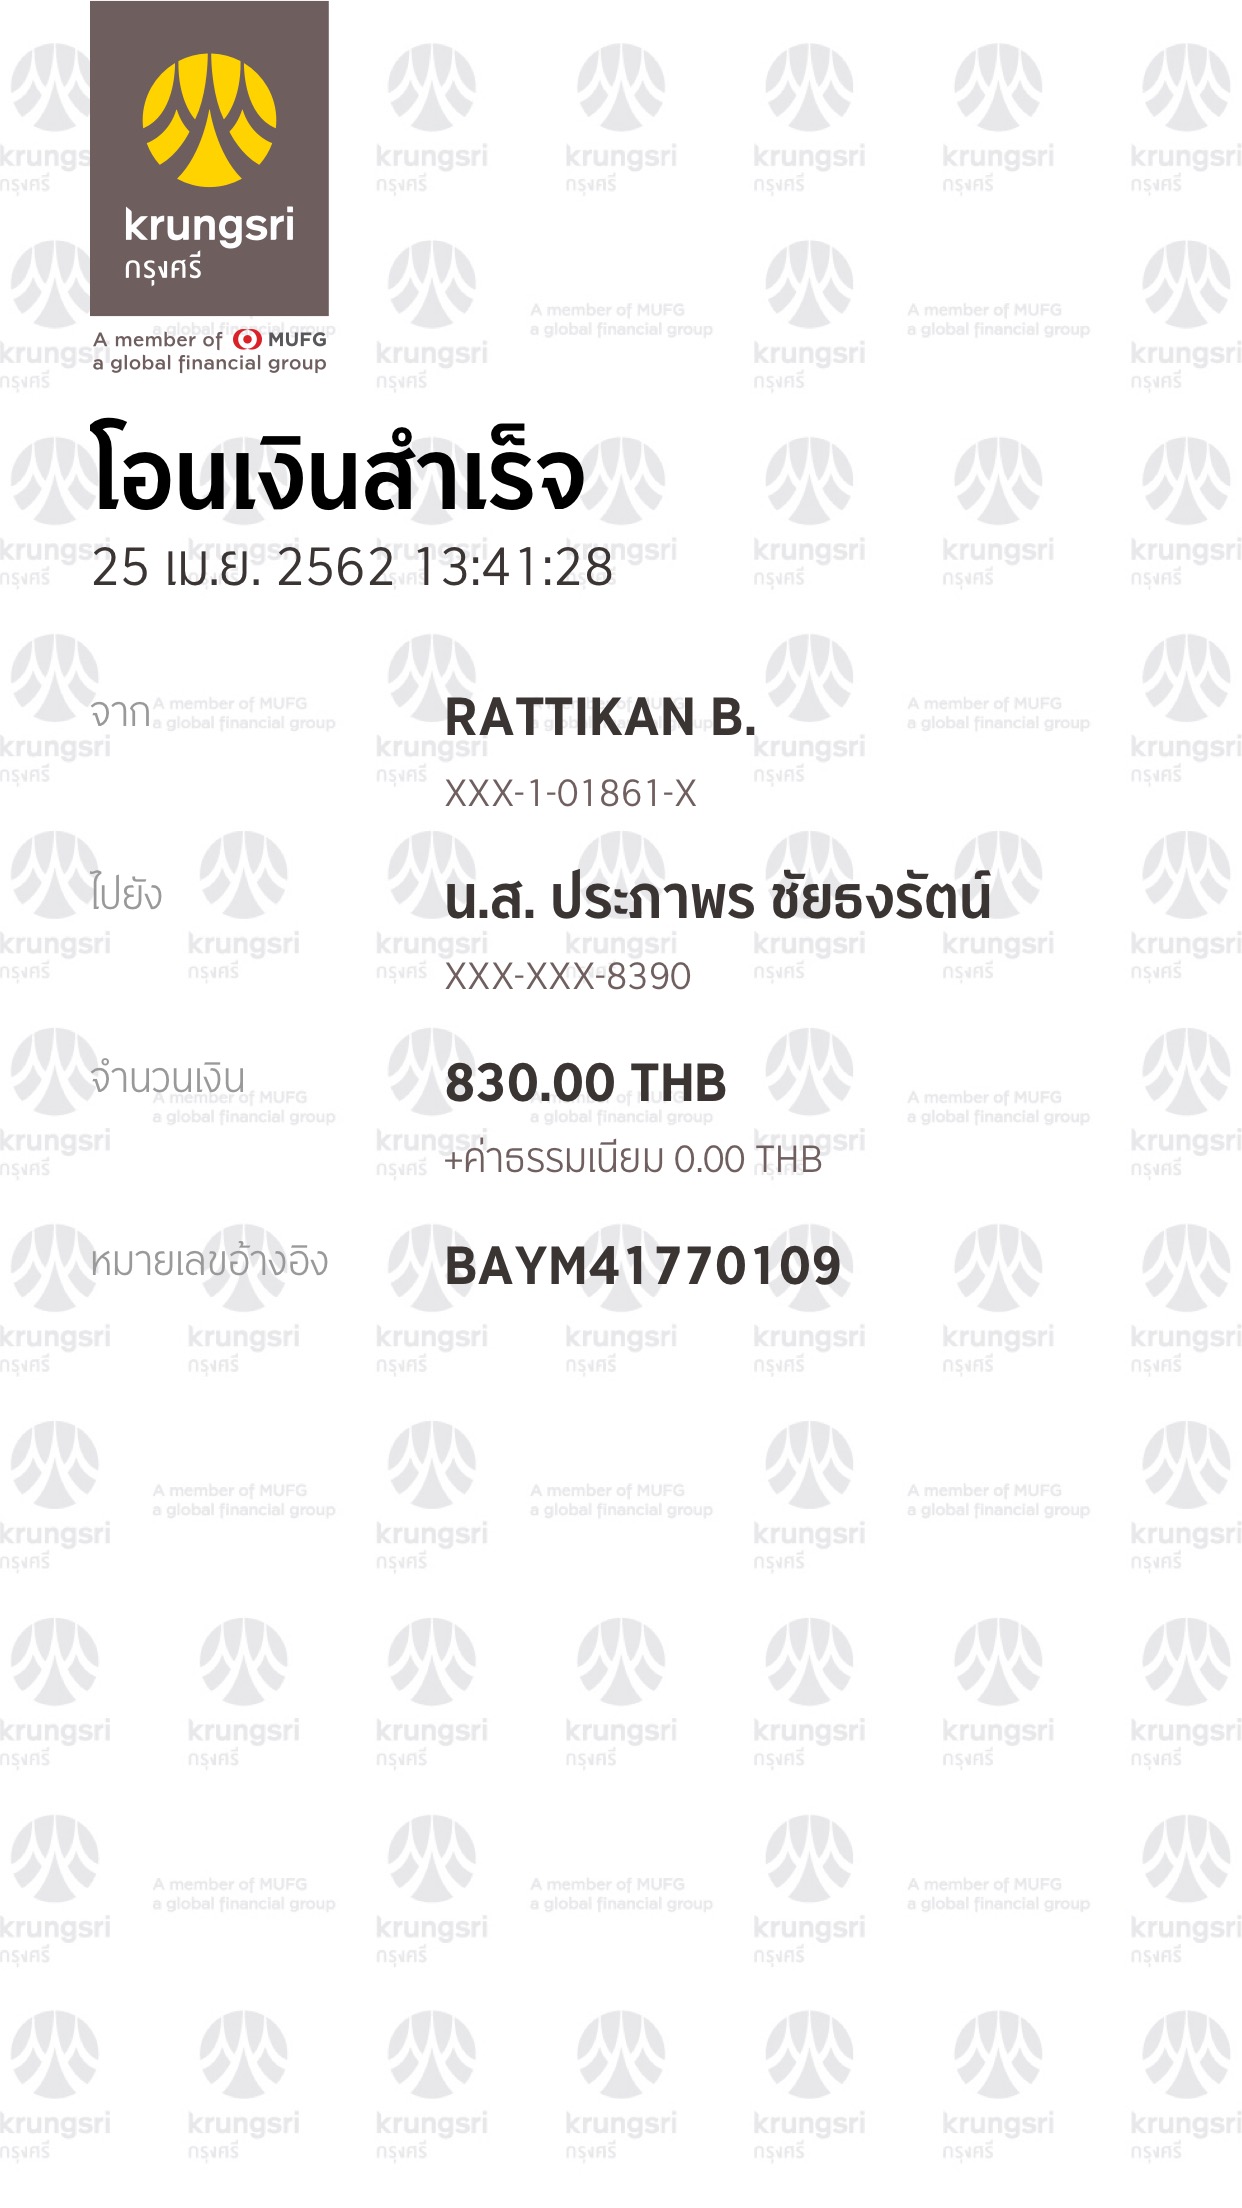 krungsri
กรุงศรี
A member of MUFG
a global financial group
โอนเงินสำเร็จ
25 เม.ย. 2562 13:41:28
จาก
RATTIKAN B.
XXX-1-01861-X
ไปยัง
น.ส. ประภาพร ชัยธงรัตน์
XXX-XXX-8390
จำนวนเงิน
830.00 THB
+ค่าธรรมเนียม 0.00 THB
หมายเลขอ้างอิง
BAYM41770109